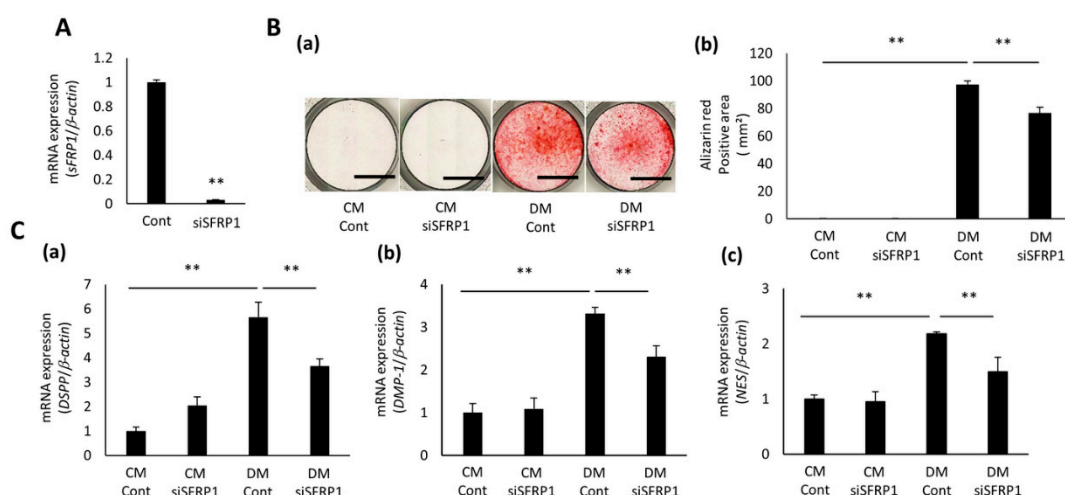 A
mRNA expression
(sFRP1/β-actin)
1.2
1
0.8
0.6
0.4
0.2
0
**
Cont
siSFRP1
B
(a)
CM
Cont
CM
siSFRP1
DM
Cont
DM
siSFRP1
(b)
Alizarin red
Positive area
( mm²)
120
100
80
60
40
20
0
**
**
CM
Cont
CM
siSFRP1
DM
Cont
DM
siSFRP1
C
(a)
mRNA expression
(DSPP/β-actin)
7
6
5
4
3
2
1
0
**
**
CM
Cont
CM
siSFRP1
DM
Cont
DM
siSFRP1
(b)
mRNA expression
(DMP-1/β-actin)
4
3
2
1
0
**
**
CM
Cont
CM
siSFRP1
DM
Cont
DM
siSFRP1
(c)
mRNA expression
(NES/β-actin)
3
2
1
0
**
**
CM
Cont
CM
siSFRP1
DM
Cont
DM
siSFRP1